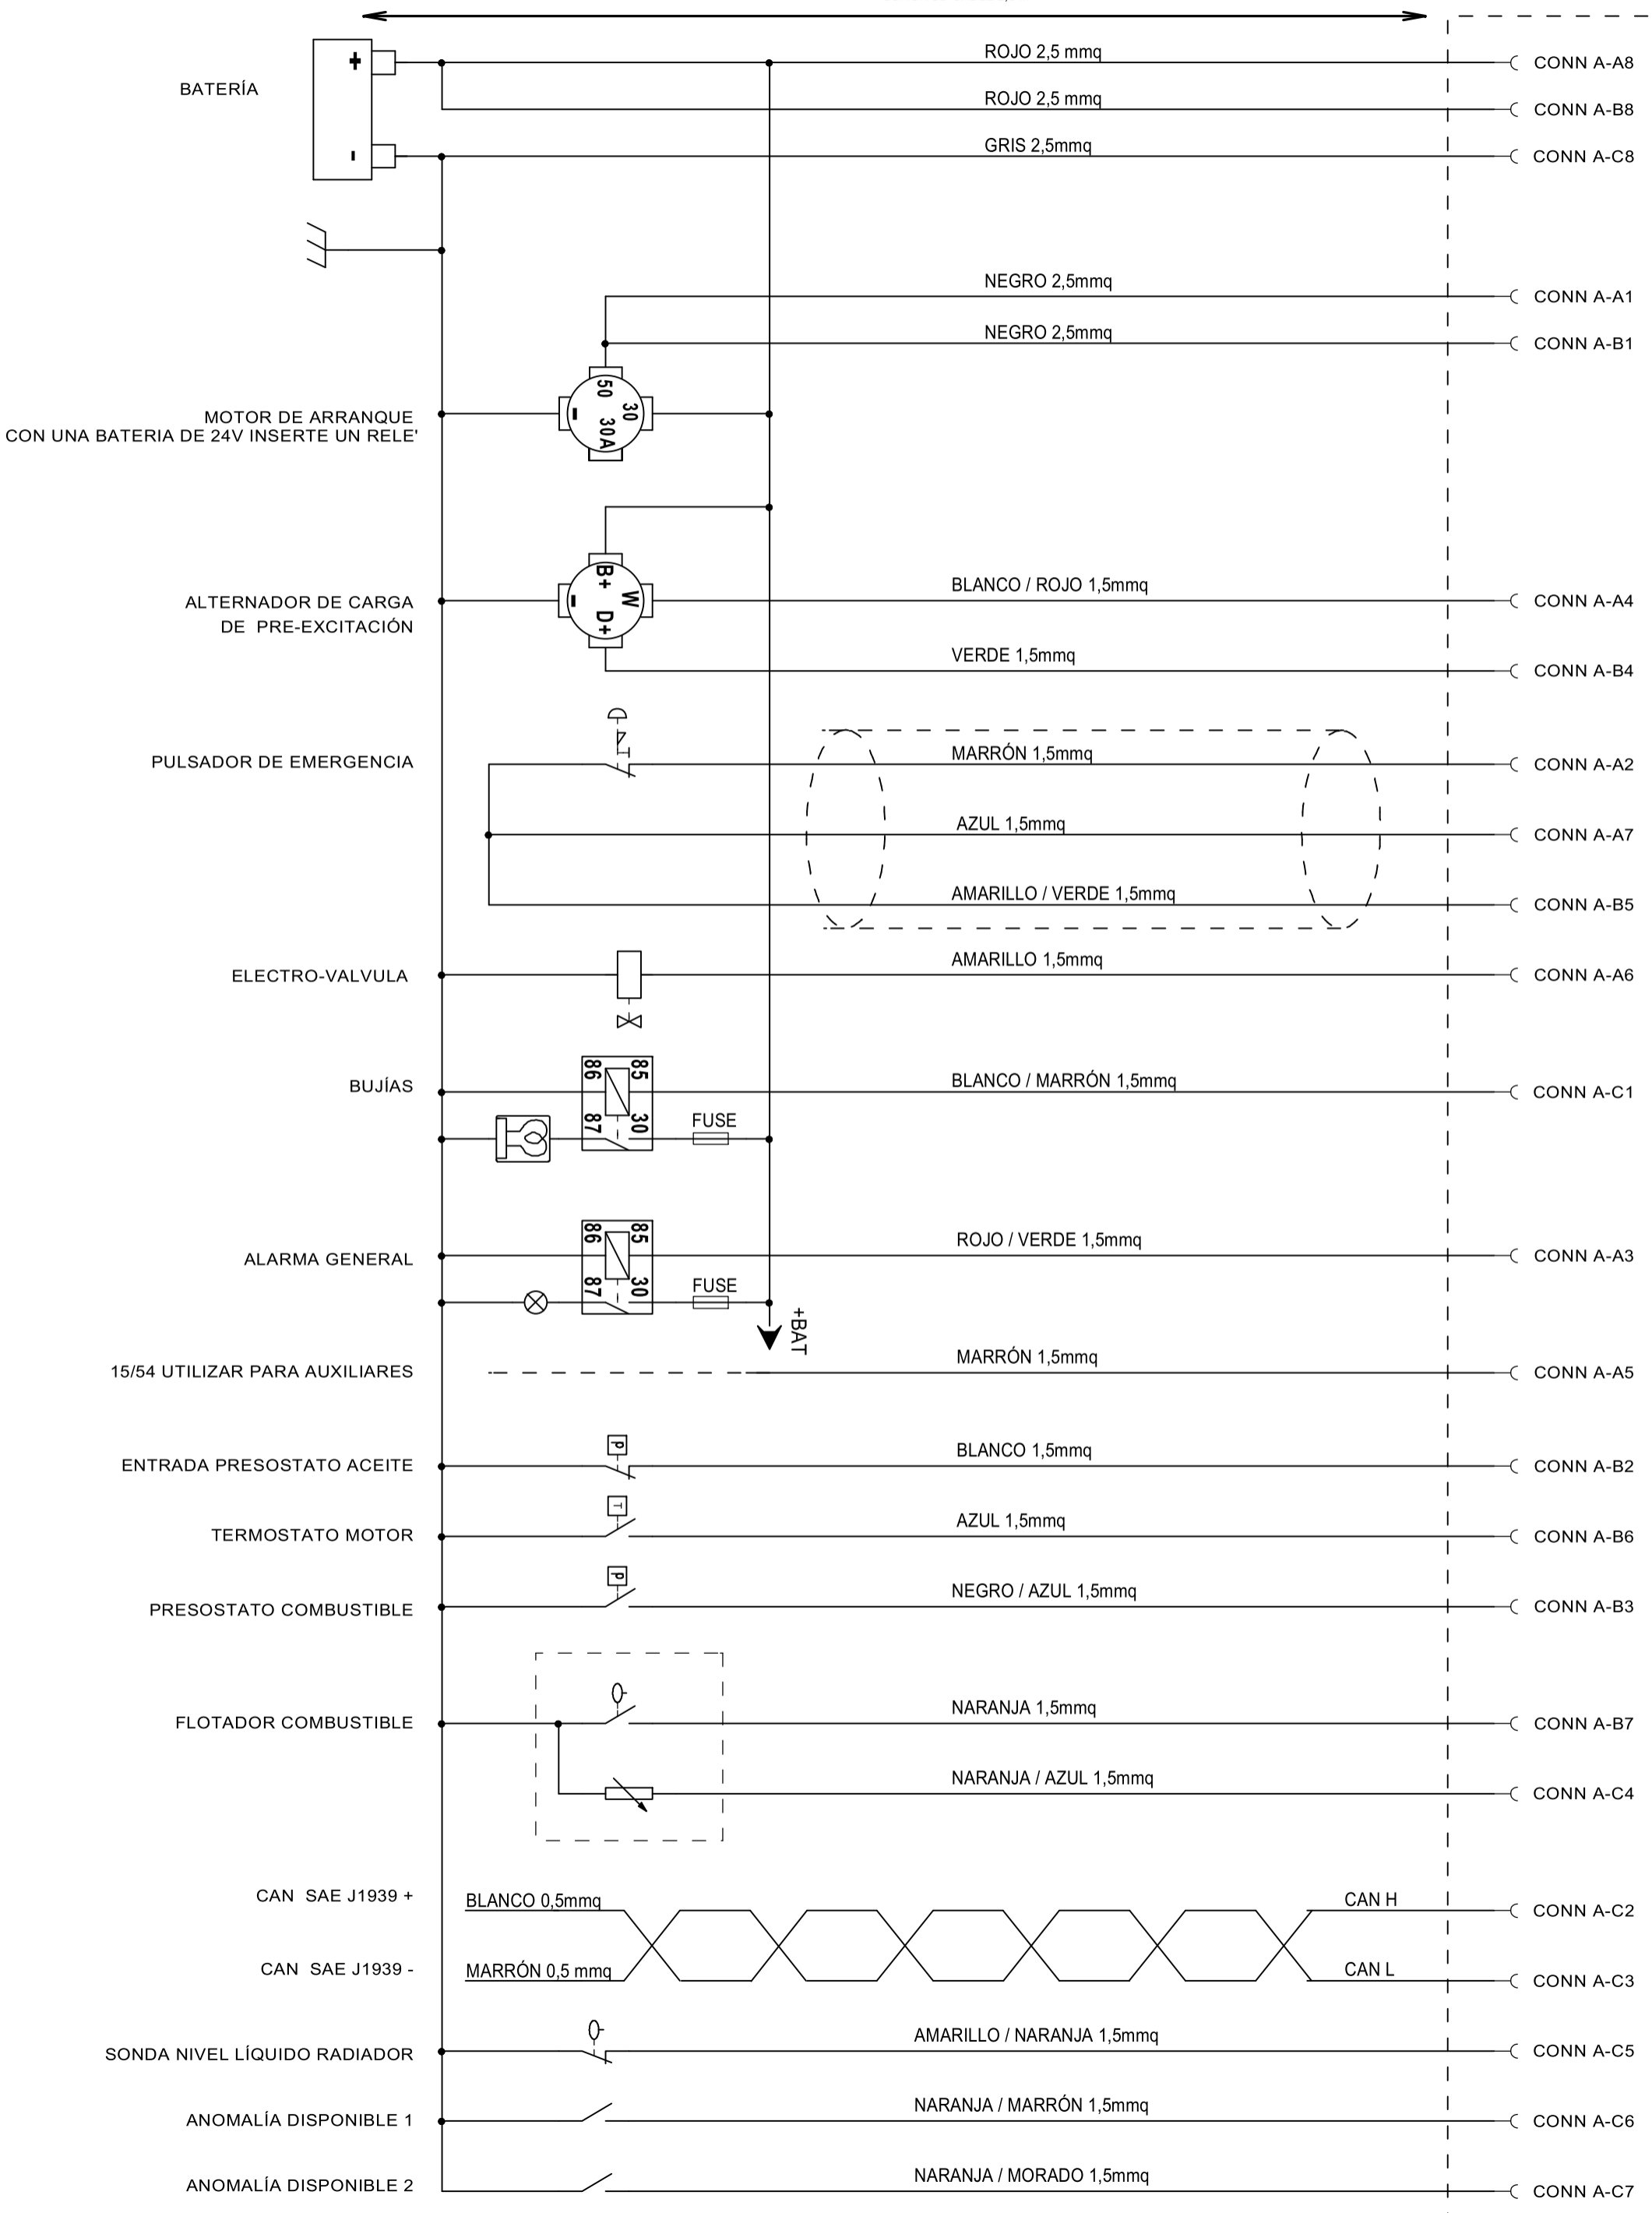 ROJO 2,5 mmq
CONN A-A8
BATERÍA
+
-
ROJO 2,5 mmq
CONN A-B8
GRIS 2,5mmq
CONN A-C8
NEGRO 2,5mmq
CONN A-A1
NEGRO 2,5mmq
CONN A-B1
MOTOR DE ARRANQUE
CON UNA BATERIA DE 24V INSERTE UN RELE'
50
30
30A
-
ALTERNADOR DE CARGA
DE PRE-EXCITACIÓN
B+
W
D+
-
BLANCO / ROJO 1,5mmq
CONN A-A4
VERDE 1,5mmq
CONN A-B4
PULSADOR DE EMERGENCIA
MARRÓN 1,5mmq
CONN A-A2
AZUL 1,5mmq
CONN A-A7
AMARILLO / VERDE 1,5mmq
CONN A-B5
ELECTRO-VALVULA
AMARILLO 1,5mmq
CONN A-A6
BUJÍAS
86
85
87
30
FUSE
BLANCO / MARRÓN 1,5mmq
CONN A-C1
ALARMA GENERAL
86
85
87
30
FUSE
ROJO / VERDE 1,5mmq
CONN A-A3
+BAT
15/54 UTILIZAR PARA AUXILIARES
MARRÓN 1,5mmq
CONN A-A5
ENTRADA PRESOSTATO ACEITE
P
BLANCO 1,5mmq
CONN A-B2
TERMOSTATO MOTOR
T
AZUL 1,5mmq
CONN A-B6
PRESOSTATO COMBUSTIBLE
P
NEGRO / AZUL 1,5mmq
CONN A-B3
FLOTADOR COMBUSTIBLE
NARANJA 1,5mmq
CONN A-B7
NARANJA / AZUL 1,5mmq
CONN A-C4
CAN SAE J1939 +
BLANCO 0,5mmq
CAN H
CONN A-C2
CAN SAE J1939 -
MARRÓN 0,5 mmq
CAN L
CONN A-C3
SONDA NIVEL LÍQUIDO RADIADOR
AMARILLO / NARANJA 1,5mmq
CONN A-C5
ANOMALÍA DISPONIBLE 1
NARANJA / MARRÓN 1,5mmq
CONN A-C6
ANOMALÍA DISPONIBLE 2
NARANJA / MORADO 1,5mmq
CONN A-C7